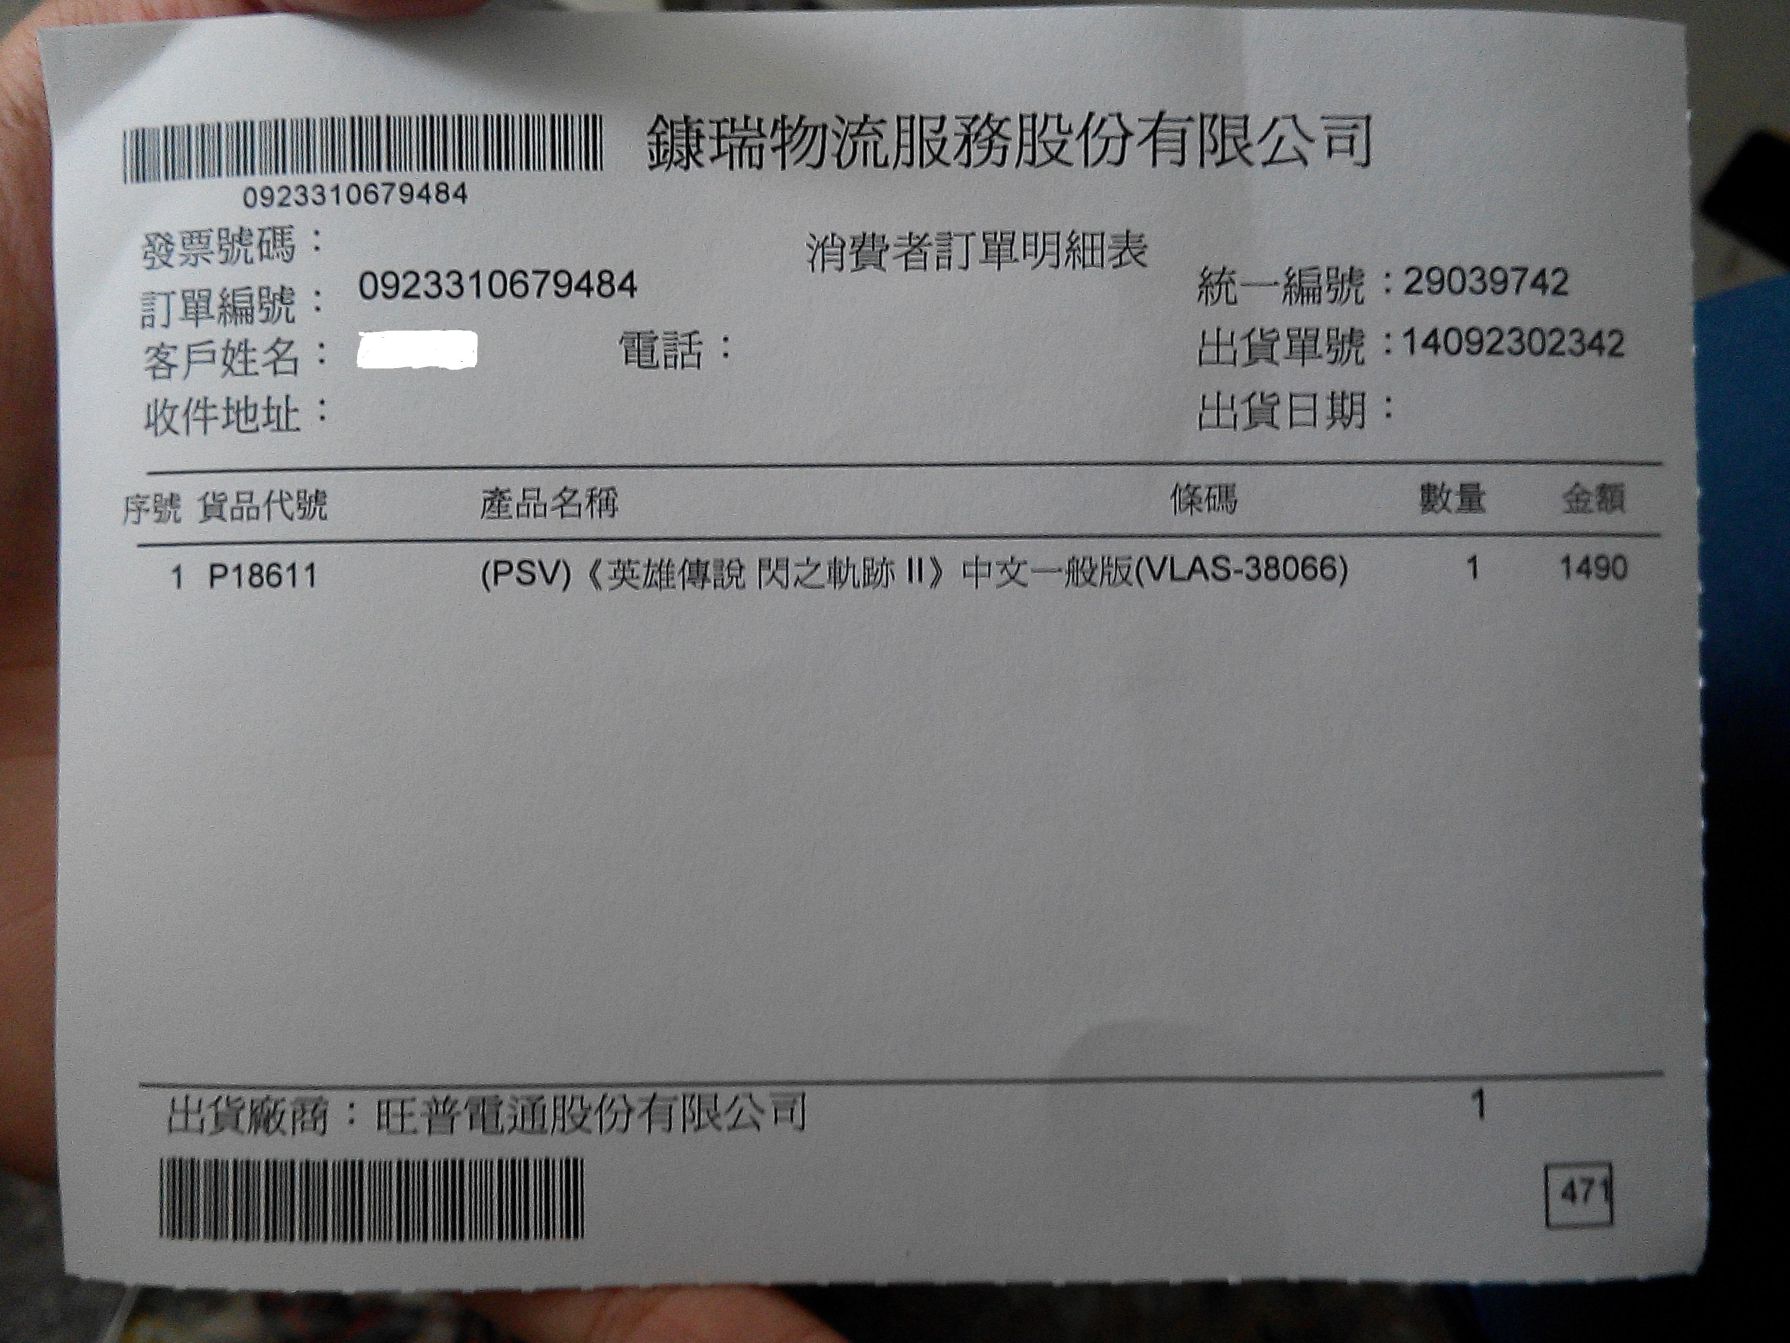 鏮瑞物流服務股份有限公司
0923310679484
發票號碼：
消費者訂單明細表
訂單編號： 0923310679484
統一編號：29039742
客戶姓名：
電話：
出貨單號：14092302342
收件地址：
出貨日期：
序號 貨品代號 產品名稱 條碼 數量 金額
1 P18611 (PSV)《英雄傳說 閃之軌跡 II》中文一般版(VLAS-38066) 1 1490
出貨廠商：旺普電通股份有限公司 1
471